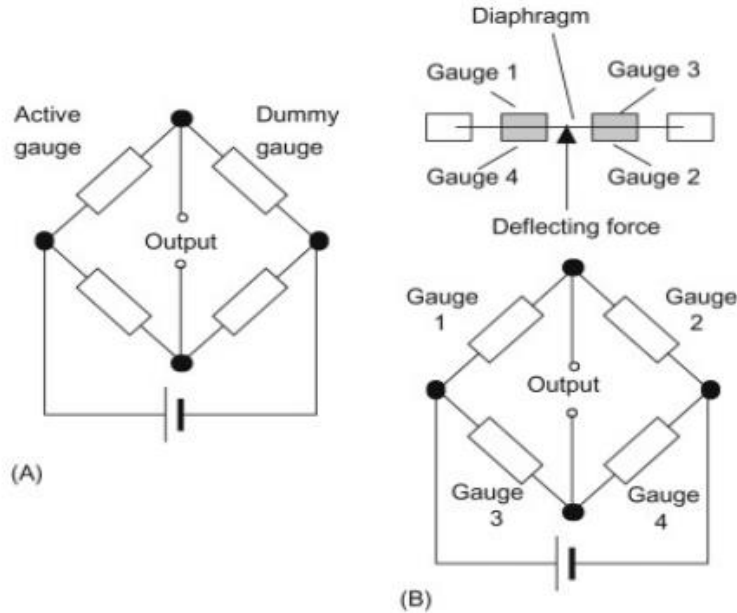 Active
gauge
Dummy
gauge
Output
(A)
Diaphragm
Gauge 1
Gauge 3
Gauge 4
Gauge 2
Deflecting force
Gauge
1
Gauge
2
Output
Gauge
3
Gauge
4
(B)